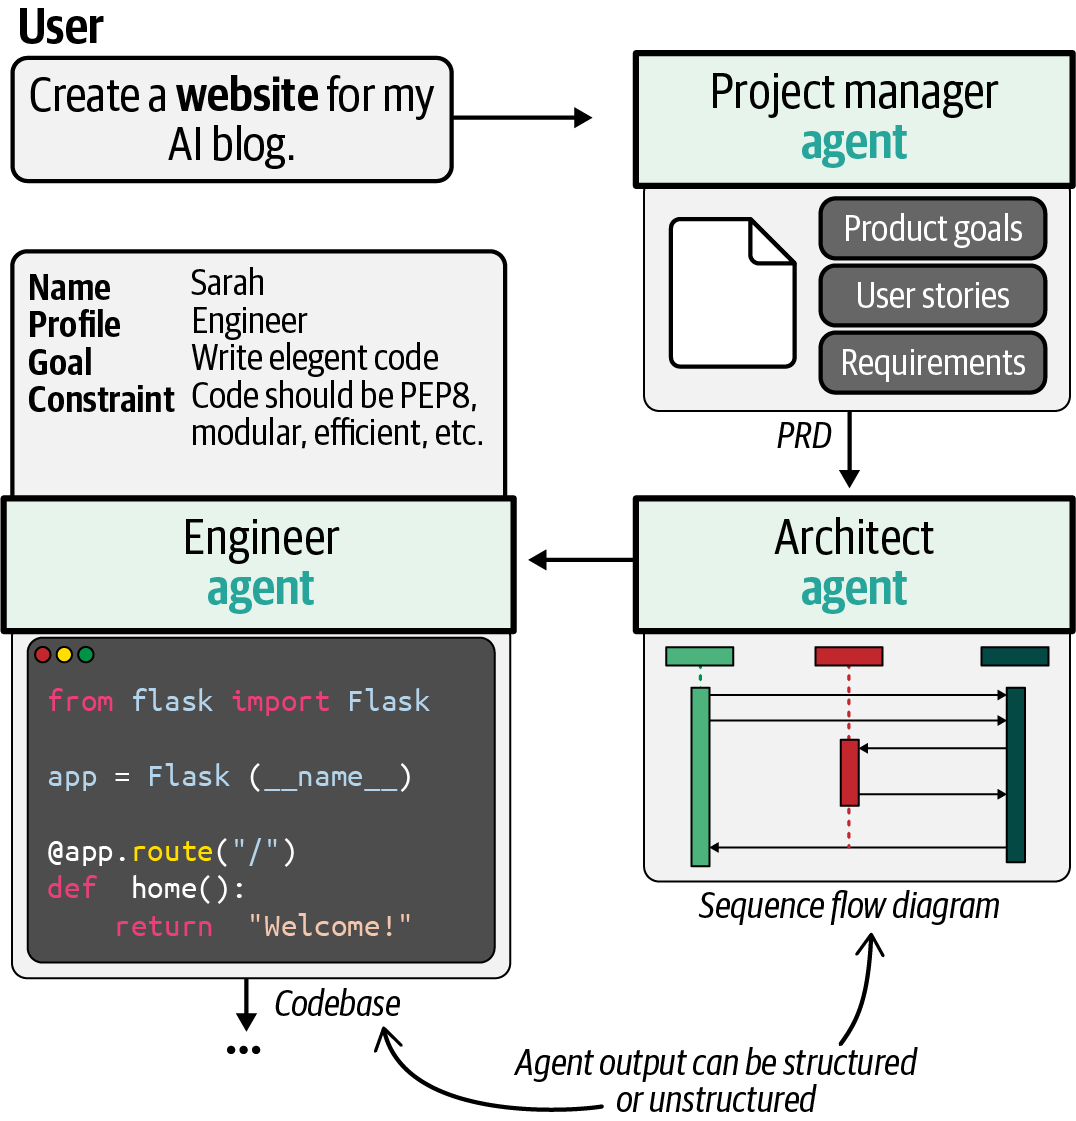 User
Create a website for my
AI blog.
Project manager
agent
Product goals
User stories
Requirements
PRD
Name Sarah
Profile Engineer
Goal Write elegent code
Constraint Code should be PEP8,
modular, efficient, etc.
Engineer
agent
Architect
agent
from flask import Flask
app = Flask (__name__)
@app.route("/")
def home():
return "Welcome!"
Sequence flow diagram
Codebase
...
Agent output can be structured
or unstructured